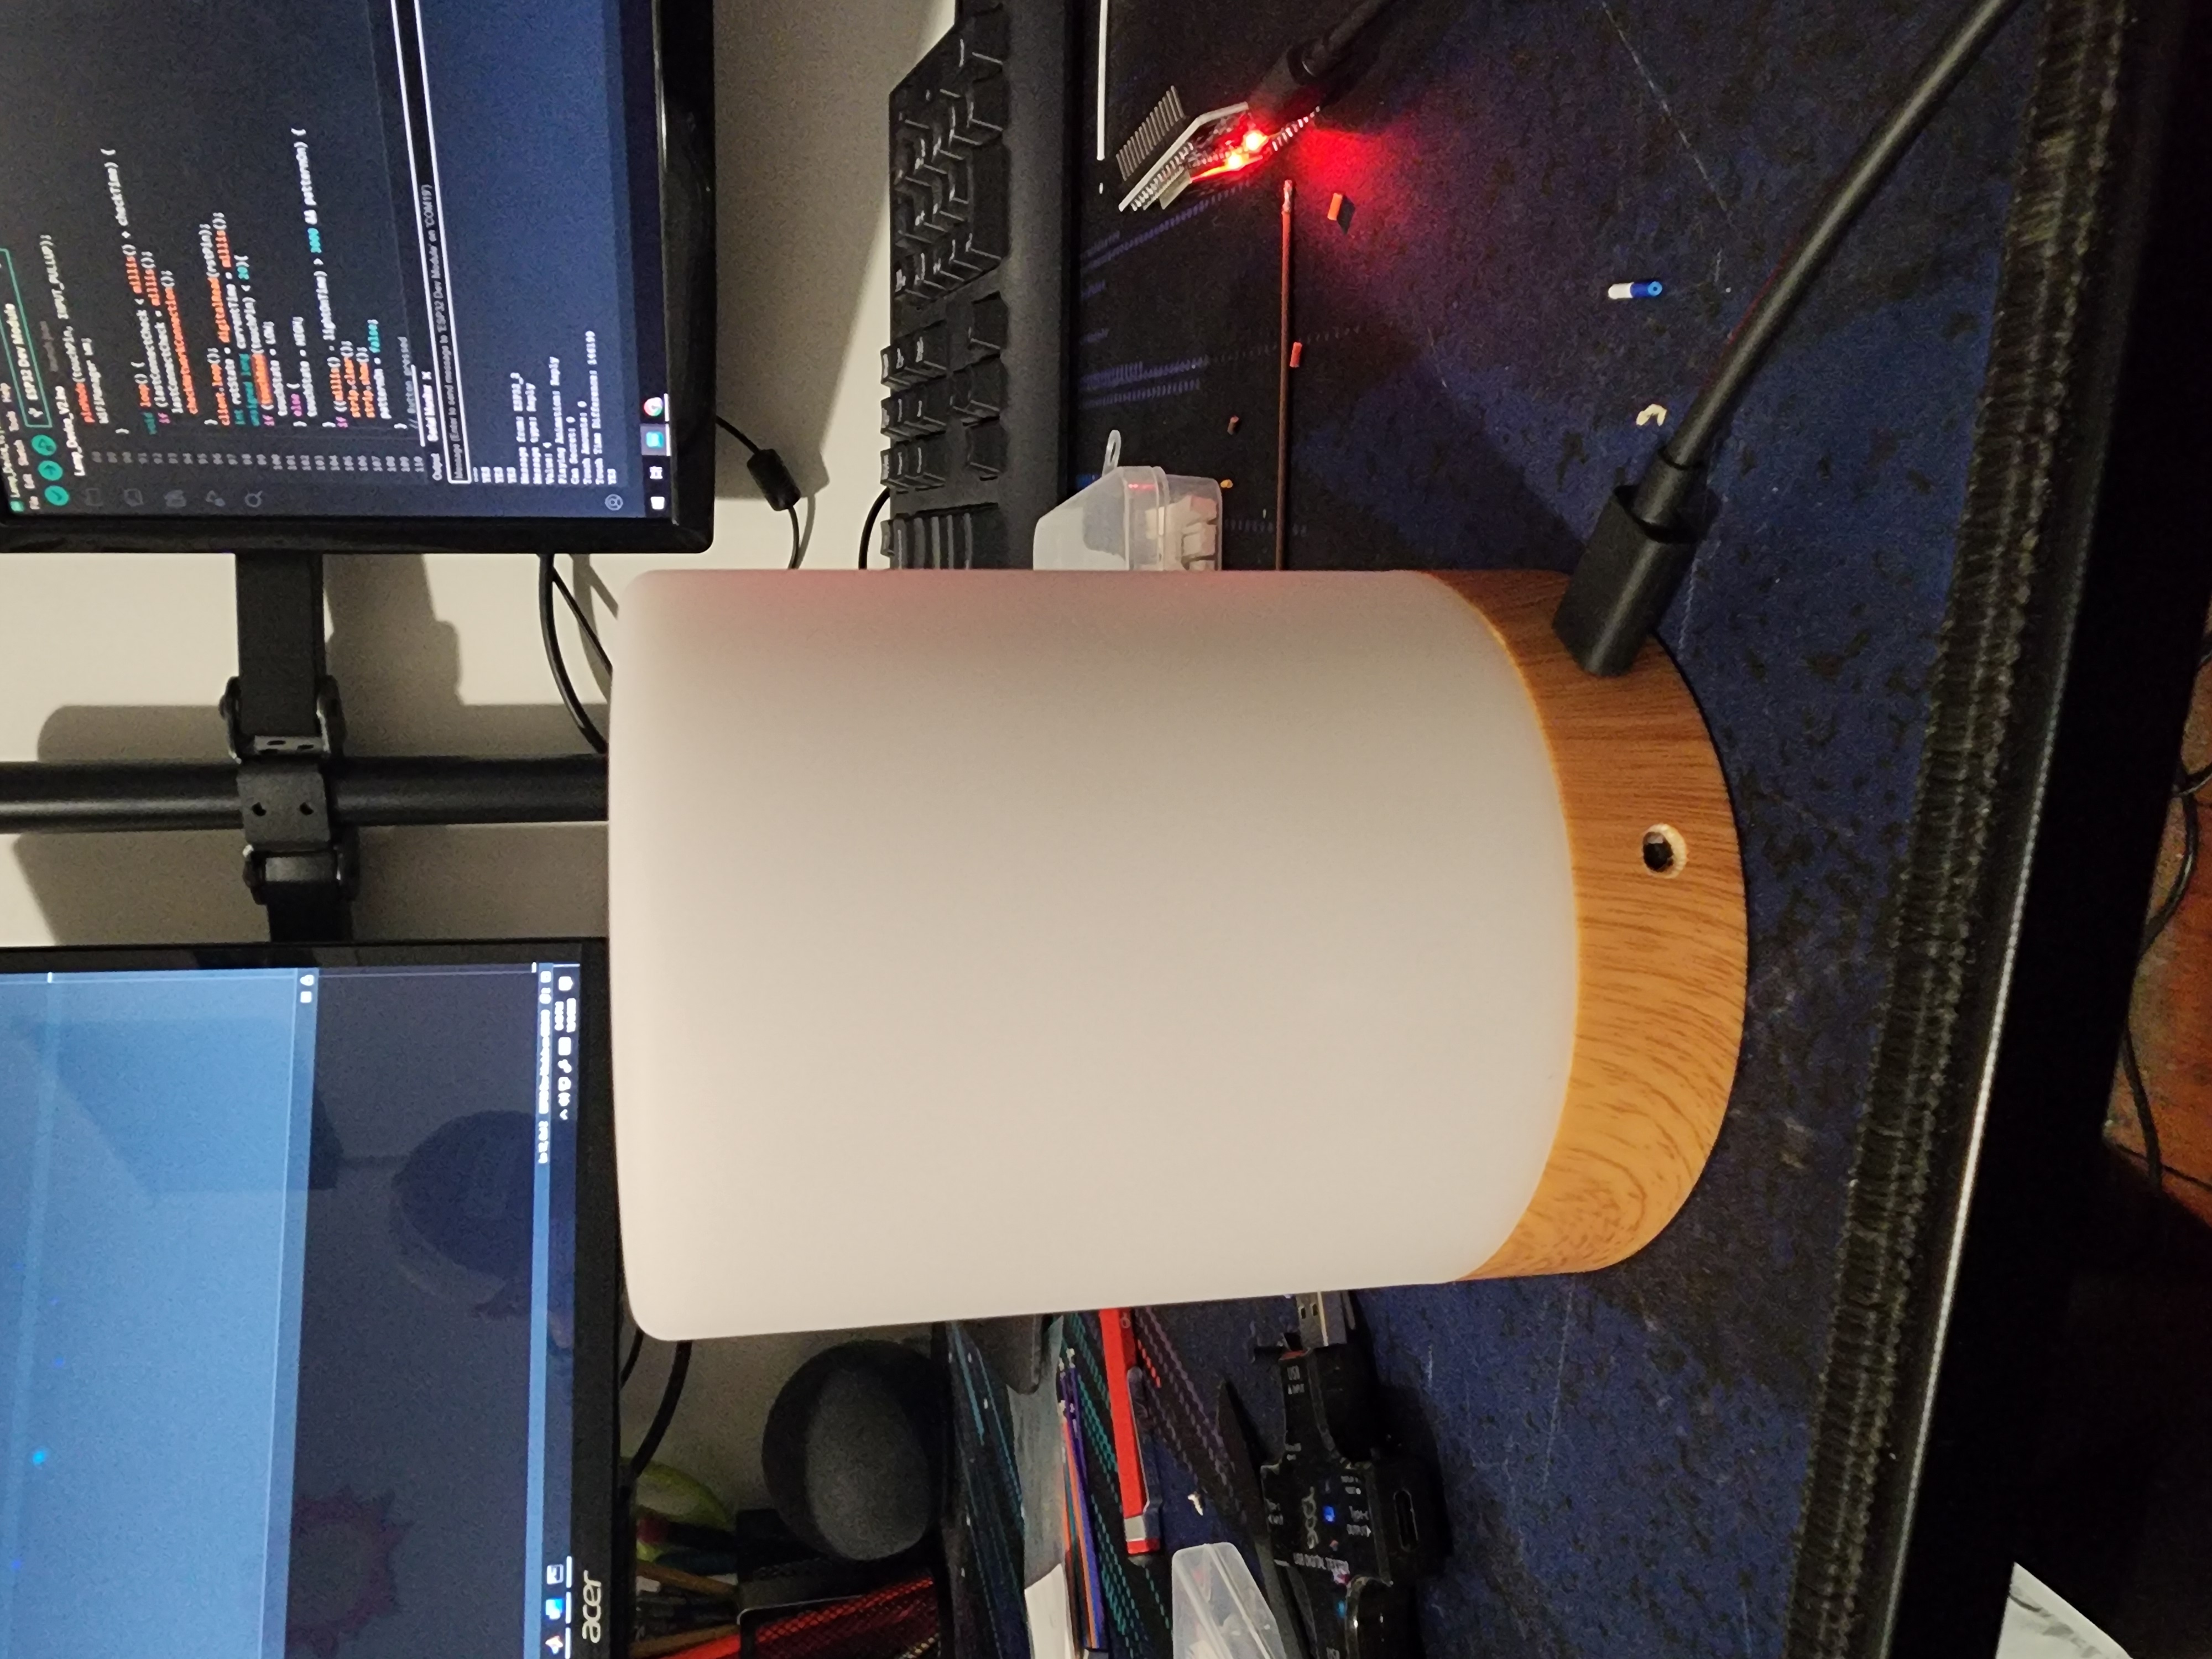 acer
Lamp_Device_V2
File Edit Sketch Tools Help
ESP32 Dev Module
Lamp_Device_V2.ino launch.json
pinMode(touchPin, INPUT_PULLUP);
89 WiFiManager wm;
90 }
91 void loop() {
92 if (lastConnectCheck < millis() + checkTime) {
93 lastConnectCheck = millis();
94 checkNetworkConnection();
95 }
96 client.loop();
97 int rstState = digitalRead(rstPin);
98 unsigned long currentTime = millis();
99 if (touchRead(touchPin) < 20){
100 touchState = LOW;
101 } else {
102 touchState = HIGH;
103 }
104 if ((millis() - lightOnTime) > 3000 && patternOn) {
105 strip.clear();
106 strip.show();
107 patternOn = false;
108 }
109 // Button pressed
110
Output Serial Monitor ×
Message (Enter to send message to 'ESP32 Dev Module' on 'COM19')
YES
YES
YES
Message from: ESP32_2
Message type: Reply
Value: 4
Playing Animation: Reply
Can Secret: 0
Touch Amounts: 0
Touch Time Difference: 146199
YES